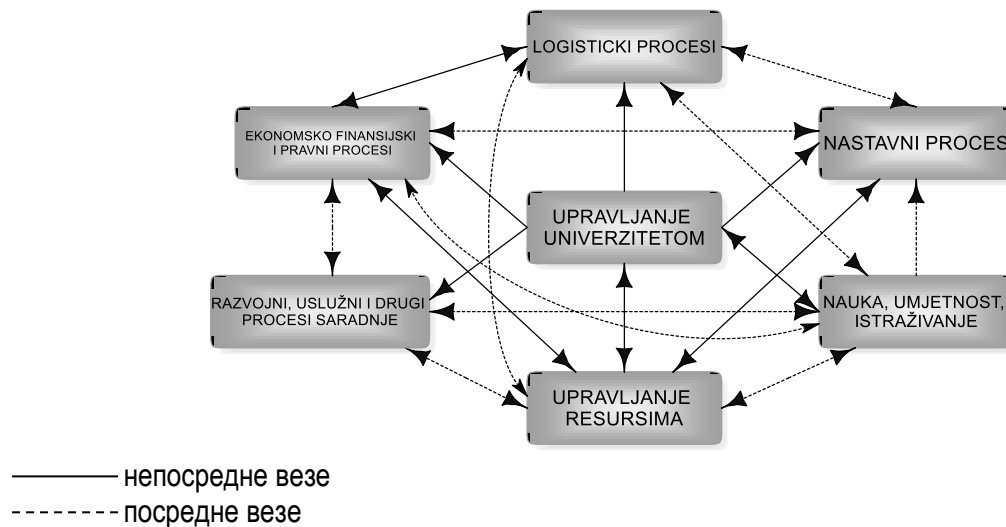 LOGISTICKI PROCESI
EKONOMSKO FINANSIJSKI
I PRAVNI PROCESI
NASTAVNI PROCES
UPRAVLJANJE
UNIVERZITETOM
RAZVOJNI, USLUŽNI I DRUGI
PROCESI SARADNJE
NAUKA, UMJETNOST,
ISTRAŽIVANJE
UPRAVLJANJE
RESURSIMA
непосредне везе
посредне везе